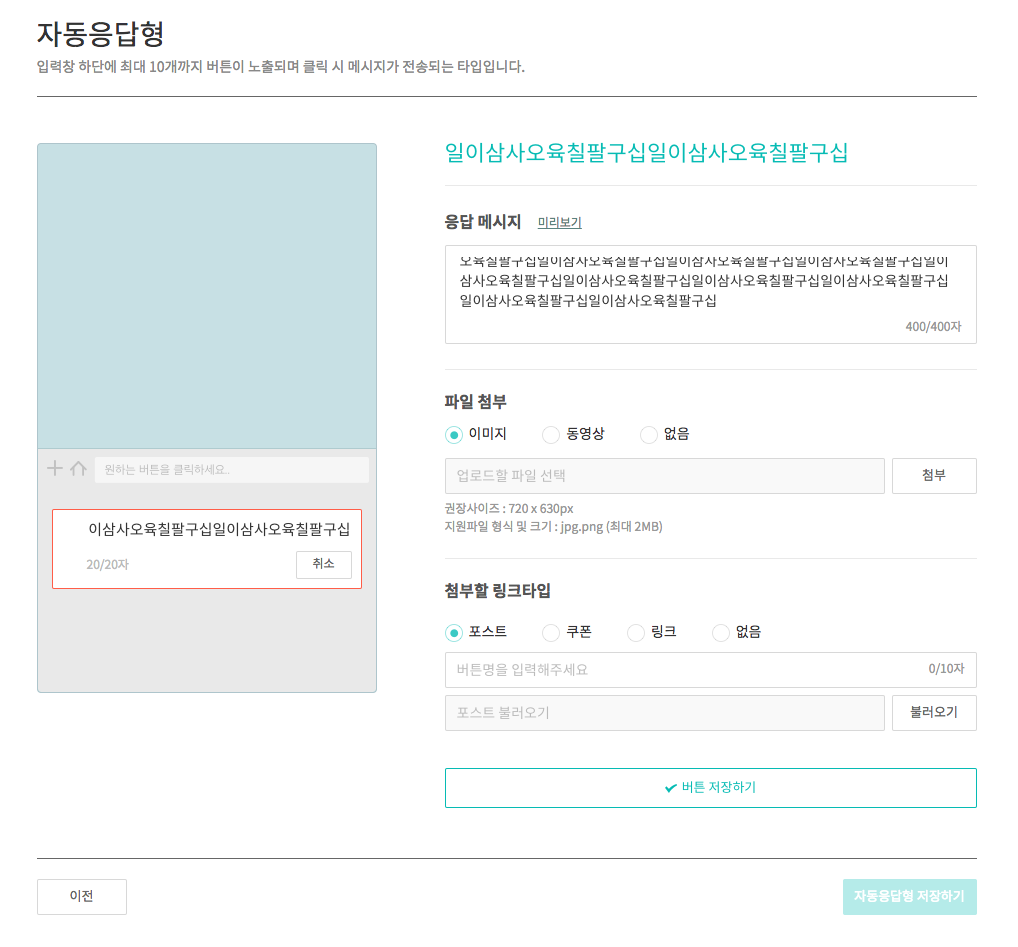 자동응답형
입력창 하단에 최대 10개까지 버튼이 노출되며 클릭 시 메시지가 전송되는 타입입니다.
원하는 버튼을 클릭하세요..
이삼사오육칠팔구십일이삼사오육칠팔구십
20/20자
취소
일이삼사오육칠팔구십일이삼사오육칠팔구십
응답 메시지 미리보기
오육칠팔구십일이삼사오육칠팔구십일이삼사오육칠팔구십일이삼사오육칠팔구십일이
삼사오육칠팔구십일이삼사오육칠팔구십일이삼사오육칠팔구십일이삼사오육칠팔구십
일이삼사오육칠팔구십일이삼사오육칠팔구십
400/400자
파일 첨부
이미지 동영상 없음
업로드할 파일 선택 첨부
권장사이즈 : 720 x 630px
지원파일 형식 및 크기 : jpg.png (최대 2MB)
첨부할 링크타입
포스트 쿠폰 링크 없음
버튼명을 입력해주세요 0/10자
포스트 불러오기 불러오기
버튼 저장하기
이전 자동응답형 저장하기